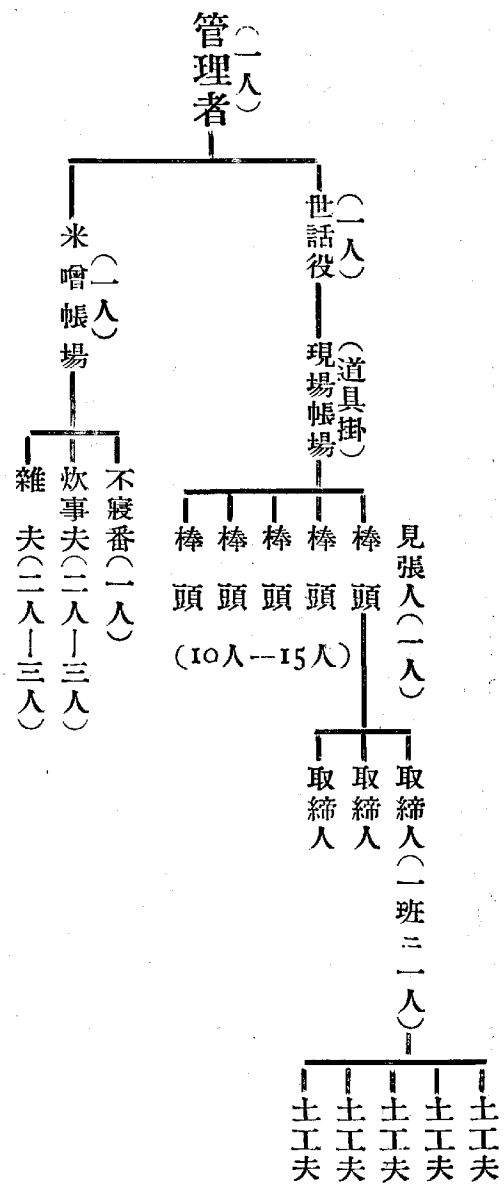 管理者(一人)
世話役(一人)
現場帳場(道具掛)
見張人(一人)
棒頭
棒頭
棒頭
棒頭
棒頭
(10人—15人)
取締人(一班ニ一人)
取締人
取締人
土工夫
土工夫
土工夫
土工夫
土工夫
米噌帳場(一人)
不寝番(一人)
炊事夫(二人—三人)
雜夫(二人—三人)